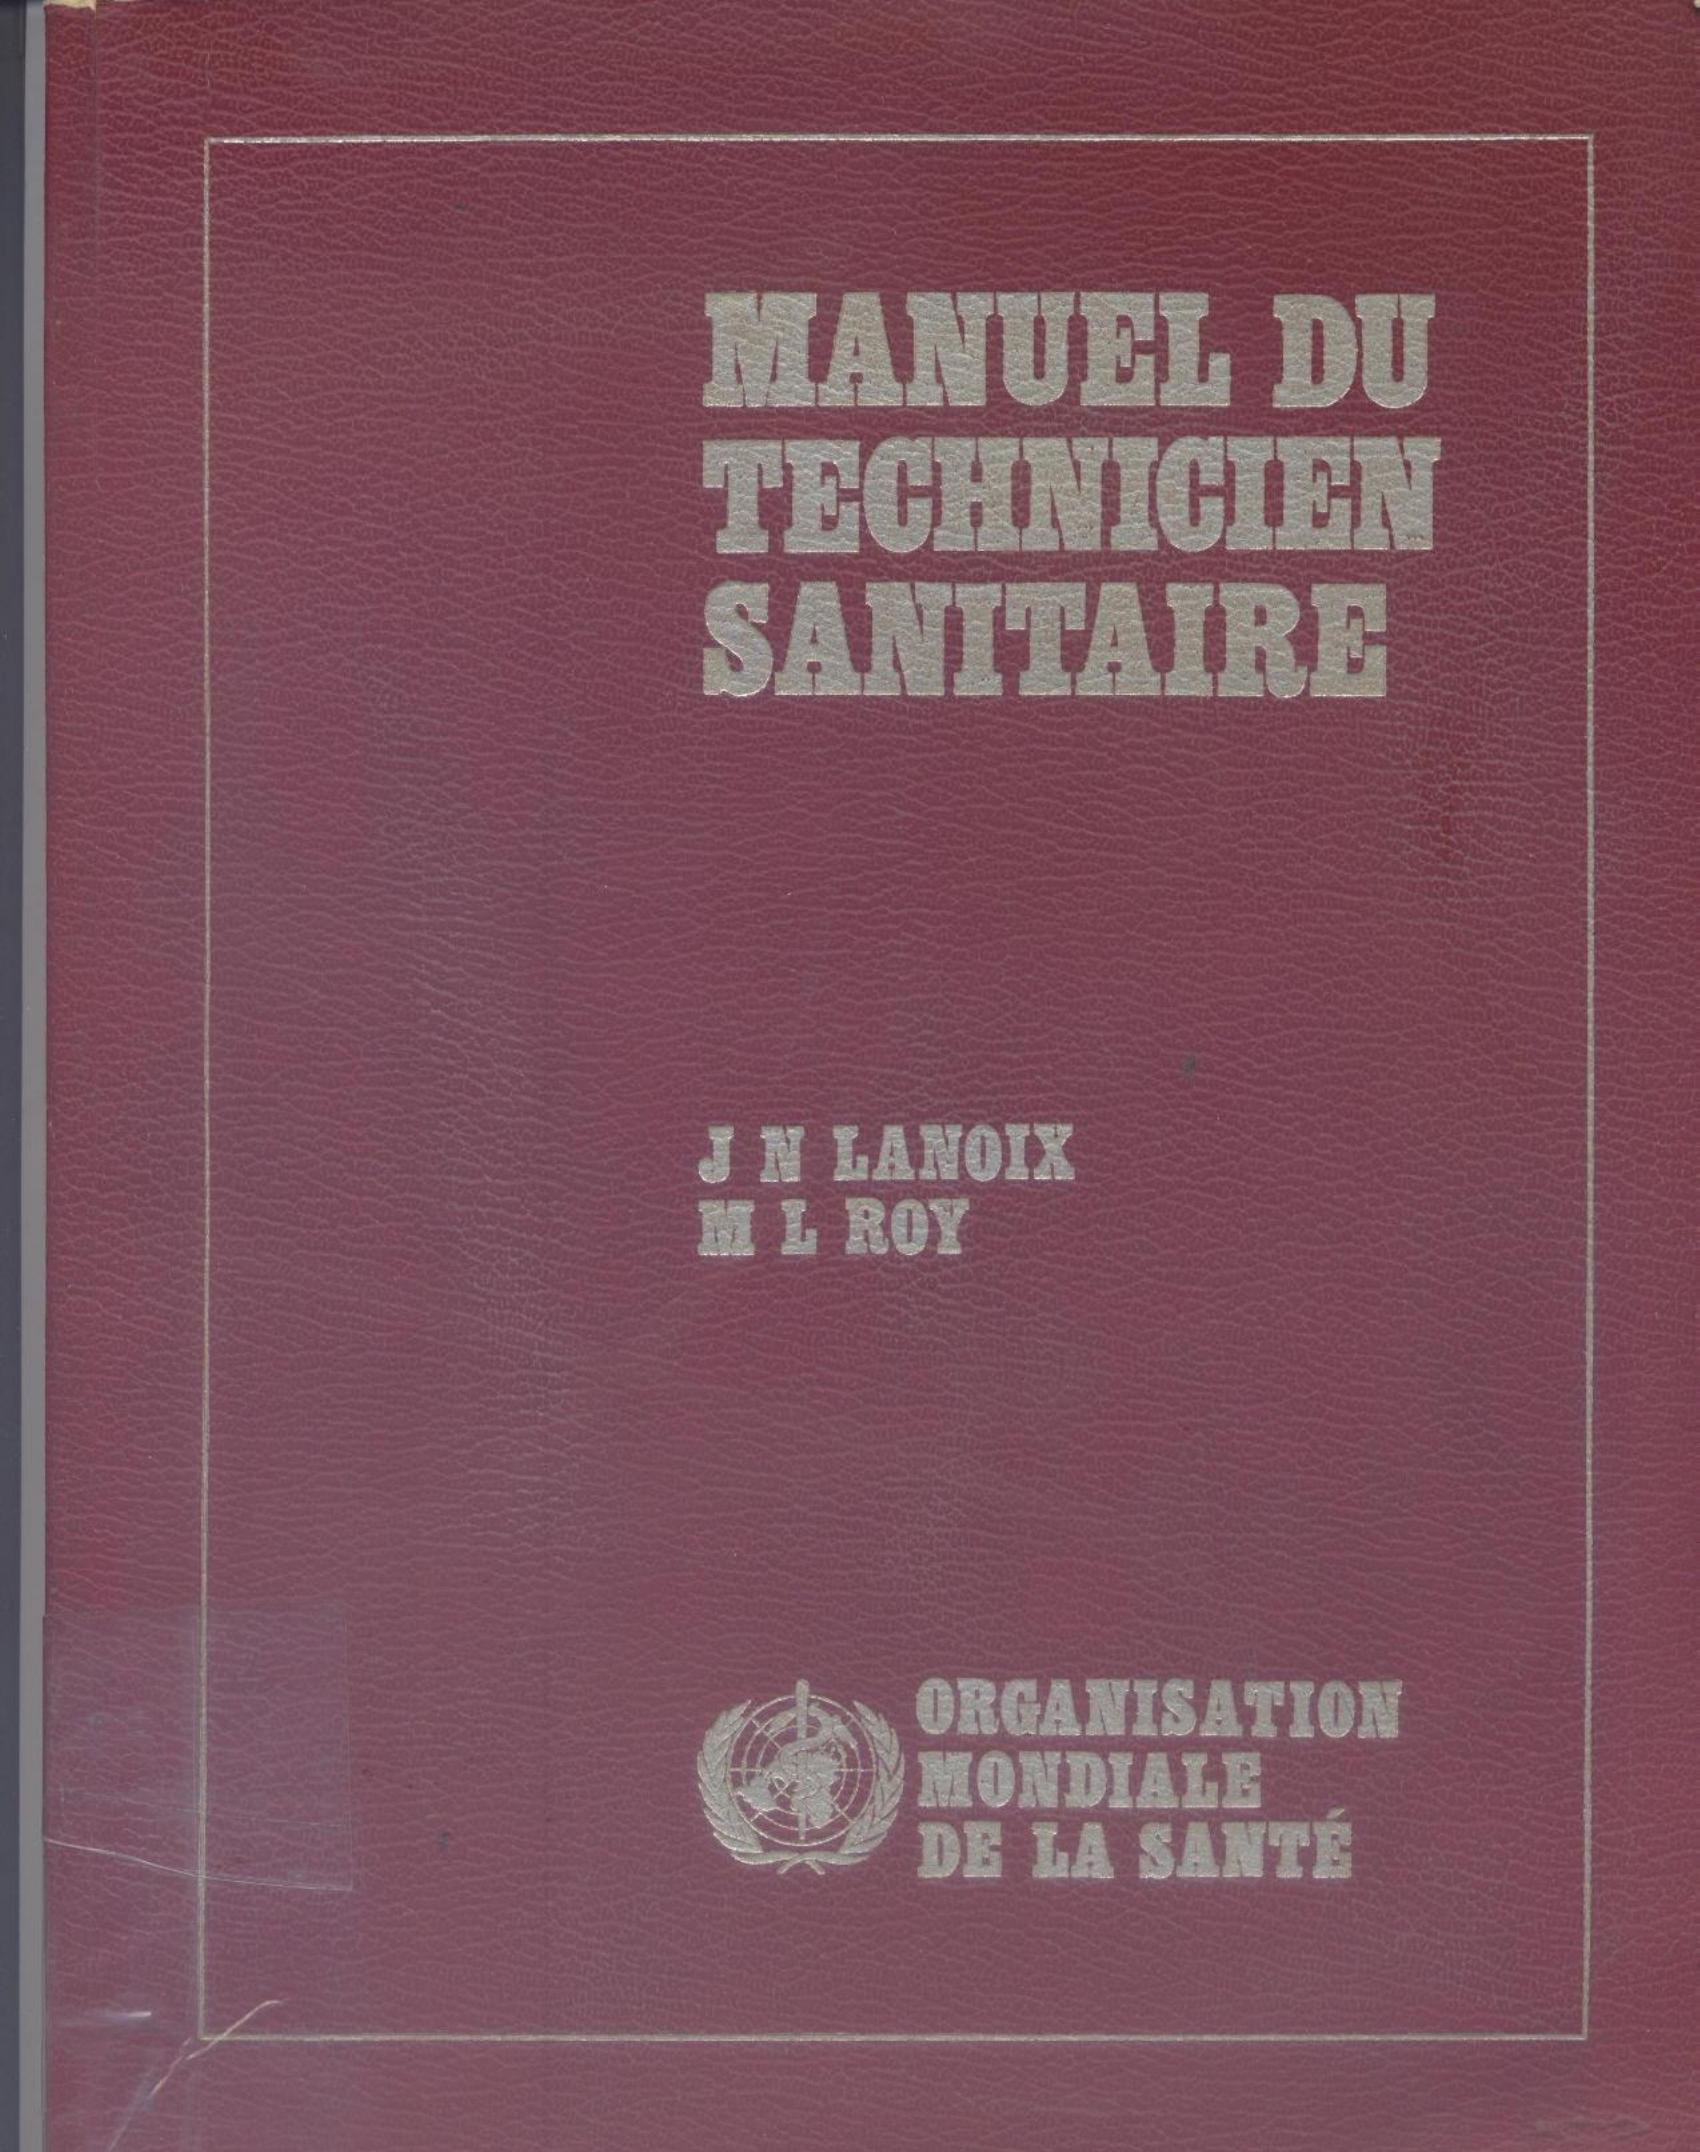 MANUEL DU
TECHNICIEN
SANITAIRE
J N LANOIX
M L ROY
ORGANISATION
MONDIALE
DE LA SANTÉ